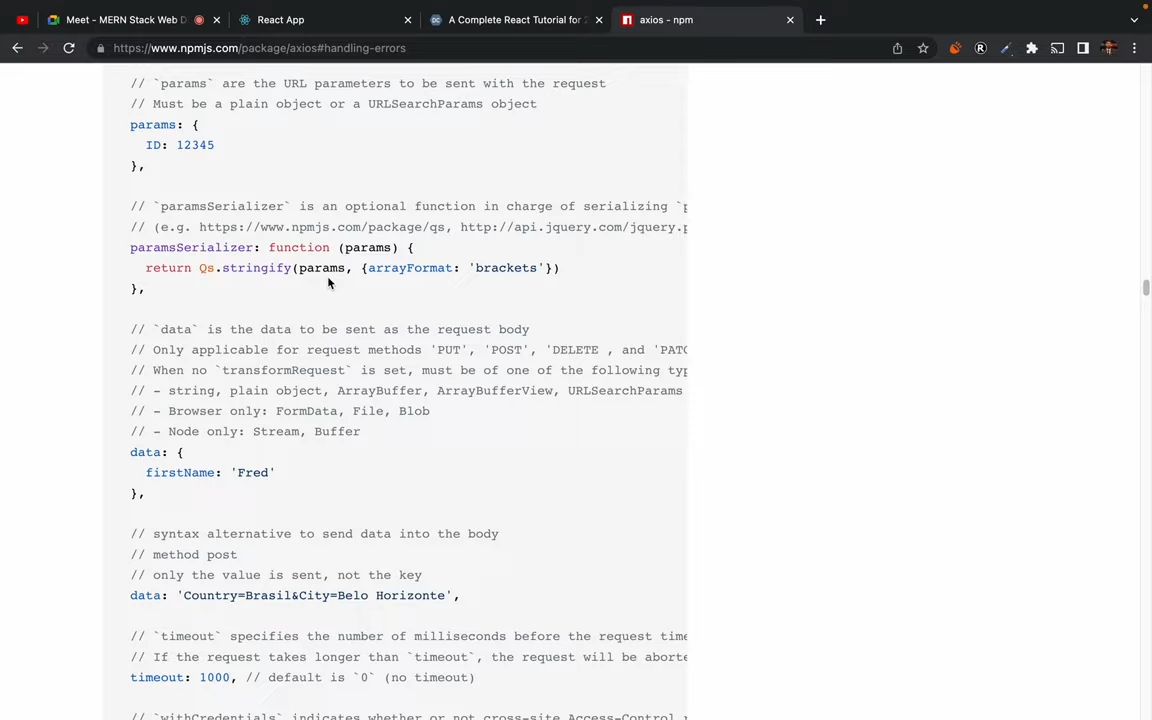 Meet - MERN Stack Web D
React App
A Complete React Tutorial for
axios - npm
https://www.npmjs.com/package/axios#handling-errors
// `params` are the URL parameters to be sent with the request
// Must be a plain object or a URLSearchParams object
params: {
ID: 12345
},
// `paramsSerializer` is an optional function in charge of serializing `p
// (e.g. https://www.npmjs.com/package/qs, http://api.jquery.com/jquery.p
paramsSerializer: function (params) {
return Qs.stringify(params, {arrayFormat: 'brackets'})
},
// `data` is the data to be sent as the request body
// Only applicable for request methods 'PUT', 'POST', 'DELETE , and 'PATC
// When no `transformRequest` is set, must be of one of the following typ
// - string, plain object, ArrayBuffer, ArrayBufferView, URLSearchParams
// - Browser only: FormData, File, Blob
// - Node only: Stream, Buffer
data: {
firstName: 'Fred'
},
// syntax alternative to send data into the body
// method post
// only the value is sent, not the key
data: 'Country=Brasil&City=Belo Horizonte',
// `timeout` specifies the number of milliseconds before the request time
// If the request takes longer than `timeout`, the request will be aborte
timeout: 1000, // default is `0` (no timeout)
// `withCredentials` indicates whether or not cross-site Access-Control r